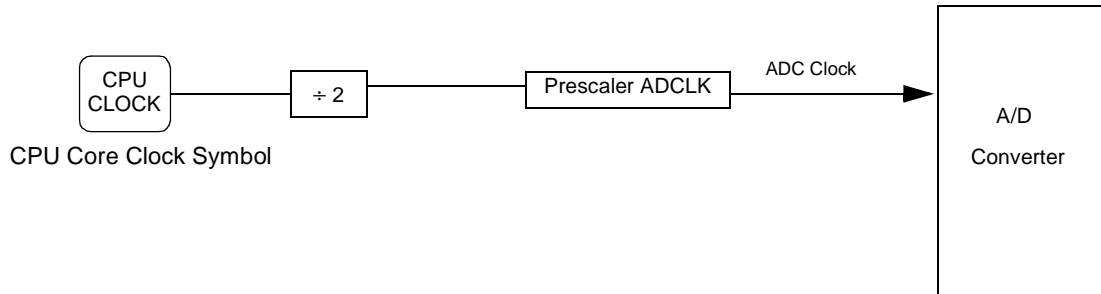 CPU
CLOCK
CPU Core Clock Symbol
÷ 2
Prescaler ADCLK
ADC Clock
A/D
Converter